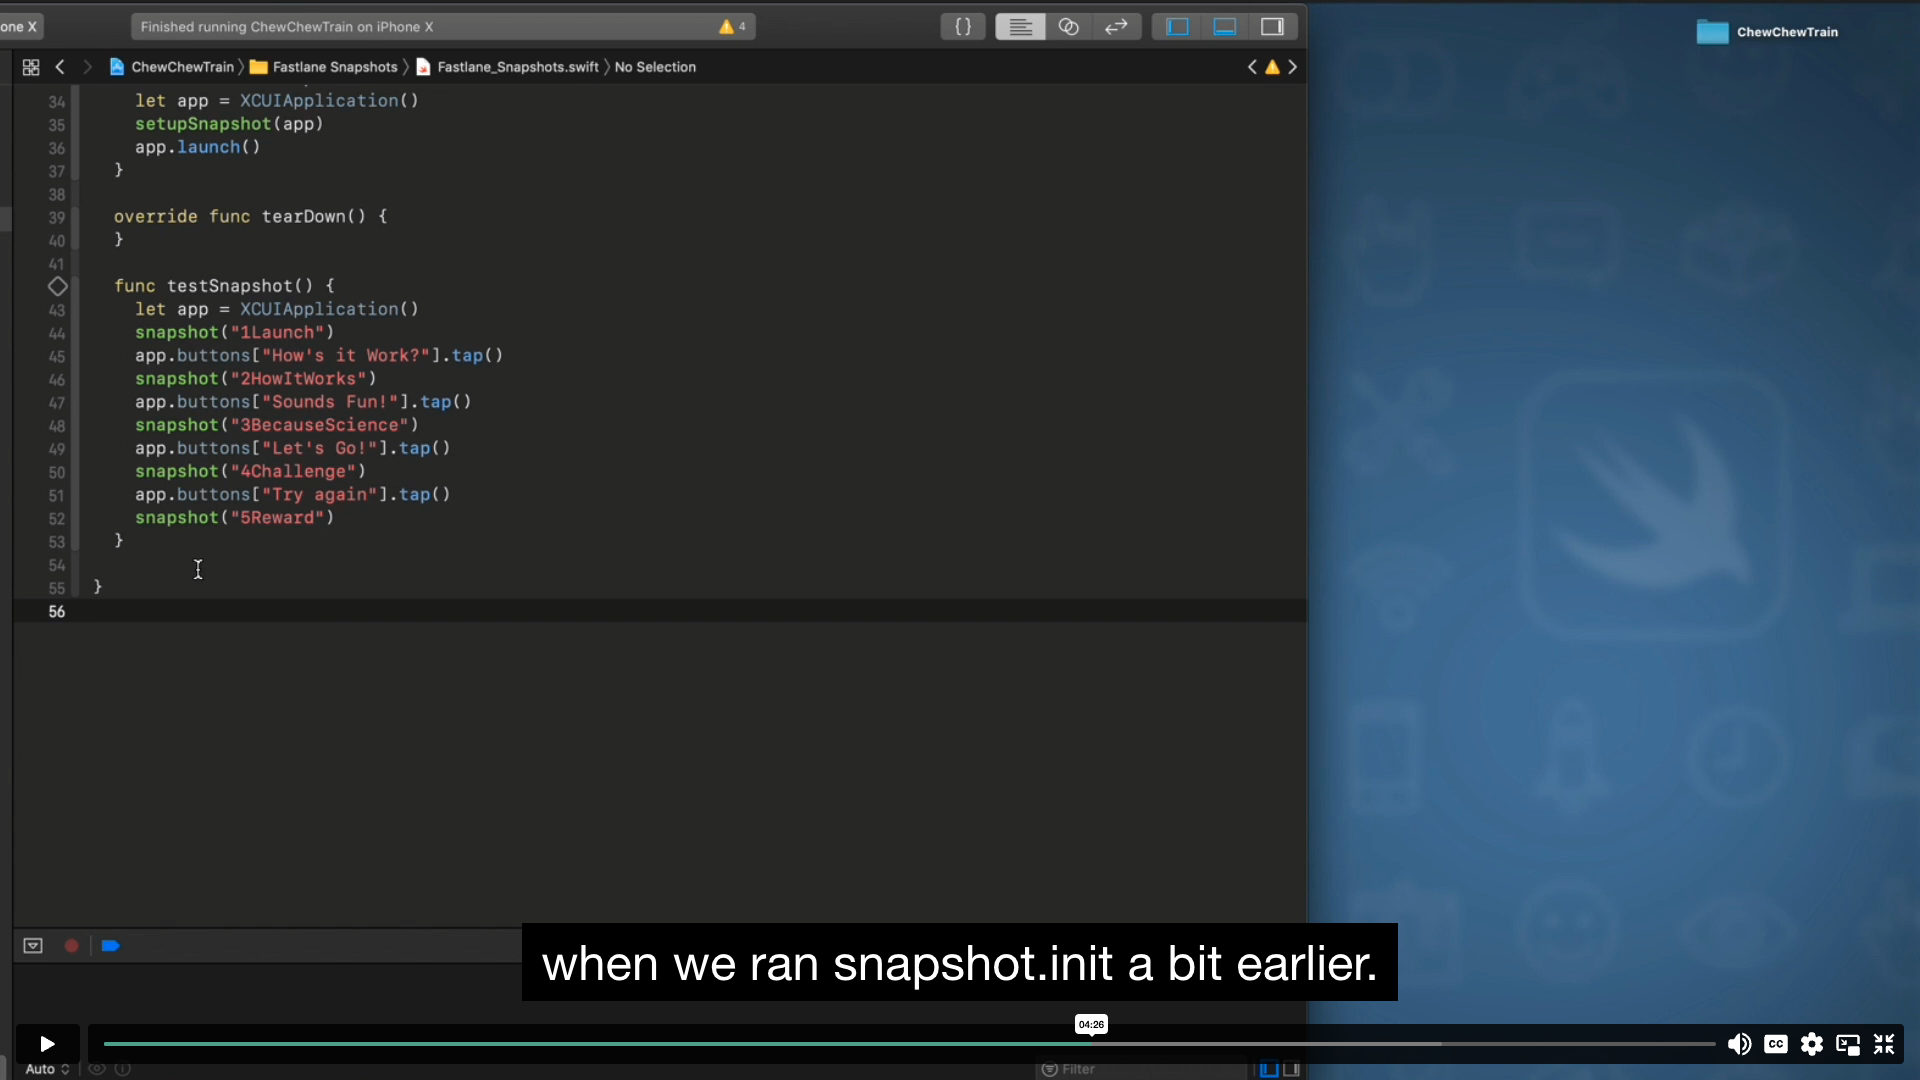 one X
Finished running ChewChewTrain on iPhone X
4
{}
ChewChewTrain
ChewChewTrain
Fastlane Snapshots
Fastlane_Snapshots.swift
No Selection
34 let app = XCUIApplication()
35 setupSnapshot(app)
36 app.launch()
37 }
38
39 override func tearDown() {
40 }
41
func testSnapshot() {
43 let app = XCUIApplication()
44 snapshot("1Launch")
45 app.buttons["How's it Work?"].tap()
46 snapshot("2HowItWorks")
47 app.buttons["Sounds Fun!"].tap()
48 snapshot("3BecauseScience")
49 app.buttons["Let's Go!"].tap()
50 snapshot("4Challenge")
51 app.buttons["Try again"].tap()
52 snapshot("5Reward")
53 }
54
55 }
56
when we ran snapshot.init a bit earlier.
04:26
CC
Auto
Filter